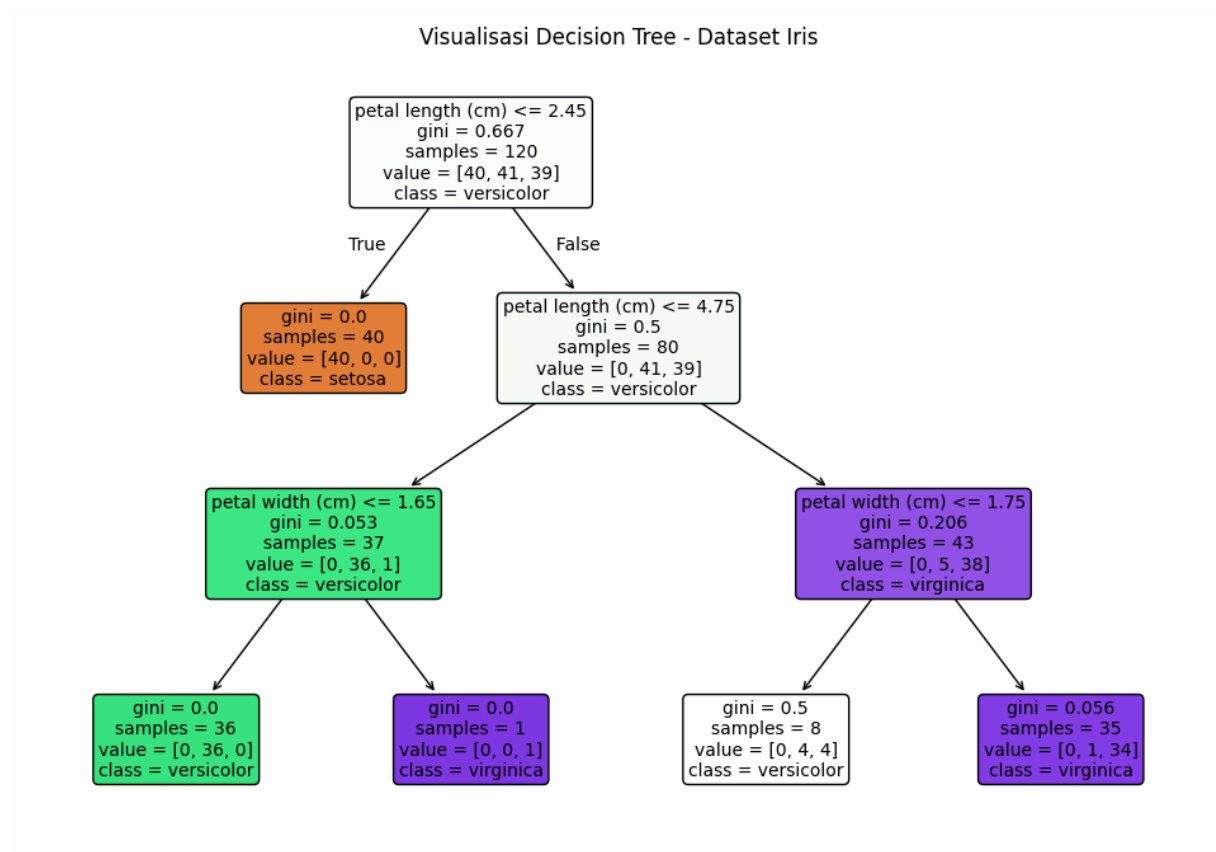 Visualisasi Decision Tree - Dataset Iris
petal length (cm) <= 2.45
gini = 0.667
samples = 120
value = [40, 41, 39]
class = versicolor
True
False
gini = 0.0
samples = 40
value = [40, 0, 0]
class = setosa
petal length (cm) <= 4.75
gini = 0.5
samples = 80
value = [0, 41, 39]
class = versicolor
petal width (cm) <= 1.65
gini = 0.053
samples = 37
value = [0, 36, 1]
class = versicolor
petal width (cm) <= 1.75
gini = 0.206
samples = 43
value = [0, 5, 38]
class = virginica
gini = 0.0
samples = 36
value = [0, 36, 0]
class = versicolor
gini = 0.0
samples = 1
value = [0, 0, 1]
class = virginica
gini = 0.5
samples = 8
value = [0, 4, 4]
class = versicolor
gini = 0.056
samples = 35
value = [0, 1, 34]
class = virginica